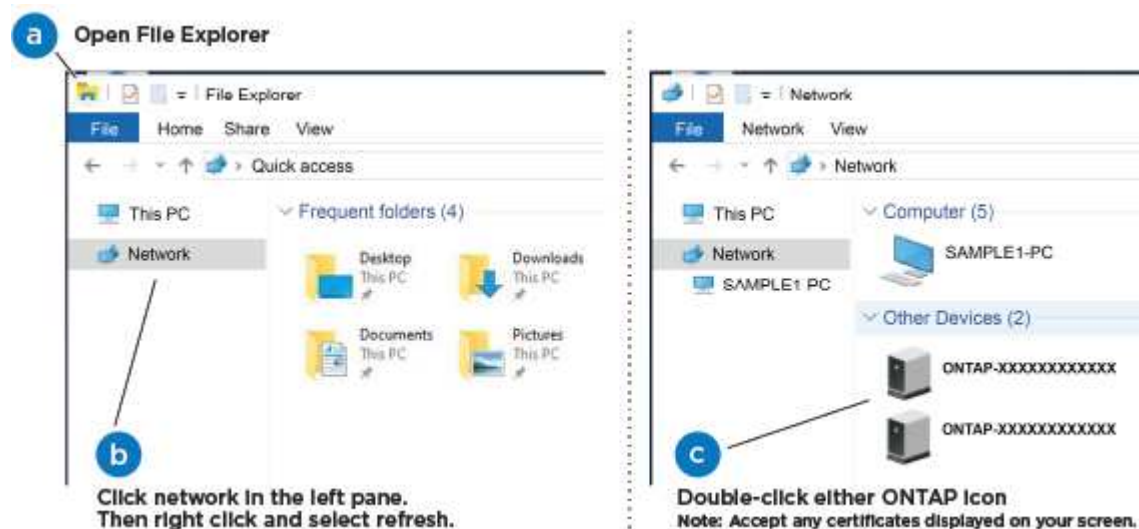 a
Open File Explorer
File Explorer
File Home Share View
Quick access
This PC
Network
Frequent folders (4)
Desktop
This PC
Downloads
This PC
Documents
This PC
Pictures
This PC
b
Click network in the left pane.
Then right click and select refresh.
Network
File Network View
Network
This PC
Network
SAMPLE1 PC
Computer (5)
SAMPLE1-PC
Other Devices (2)
ONTAP-XXXXXXXXXXXX
ONTAP-XXXXXXXXXXXX
c
Double-click either ONTAP icon
Note: Accept any certificates displayed on your screen